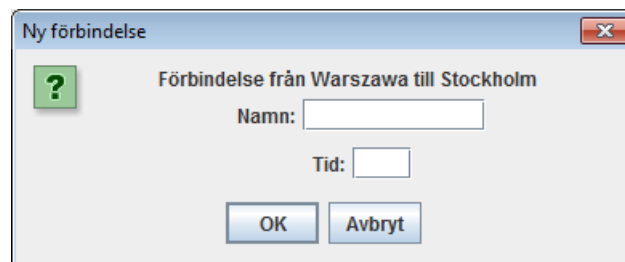 Ny förbindelse
Förbindelse från Warszawa till Stockholm
Namn:
Tid:
OK Avbryt